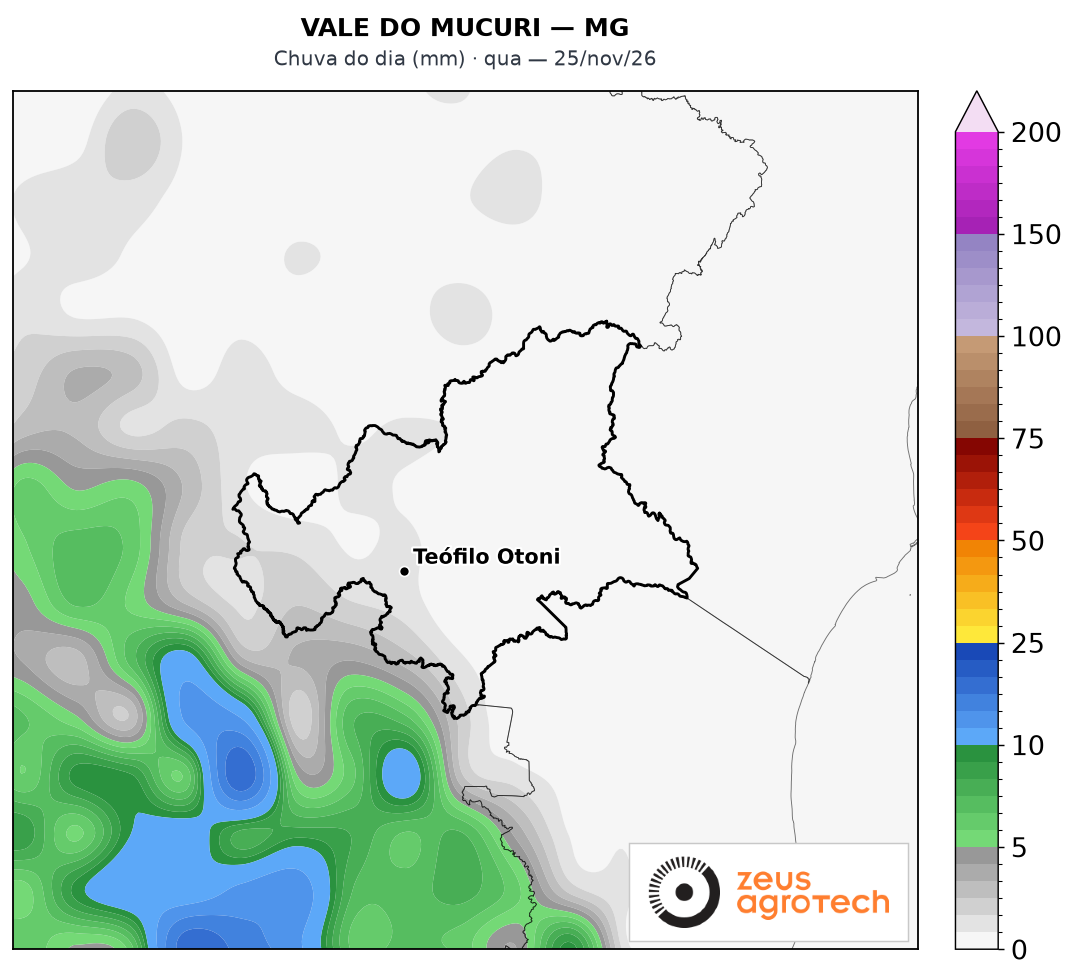 VALE DO MUCURI — MG
Chuva do dia (mm) · qua — 25/nov/26
200
150
100
75
50
25
10
5
0
Teófilo Otoni
zeus
agrotech